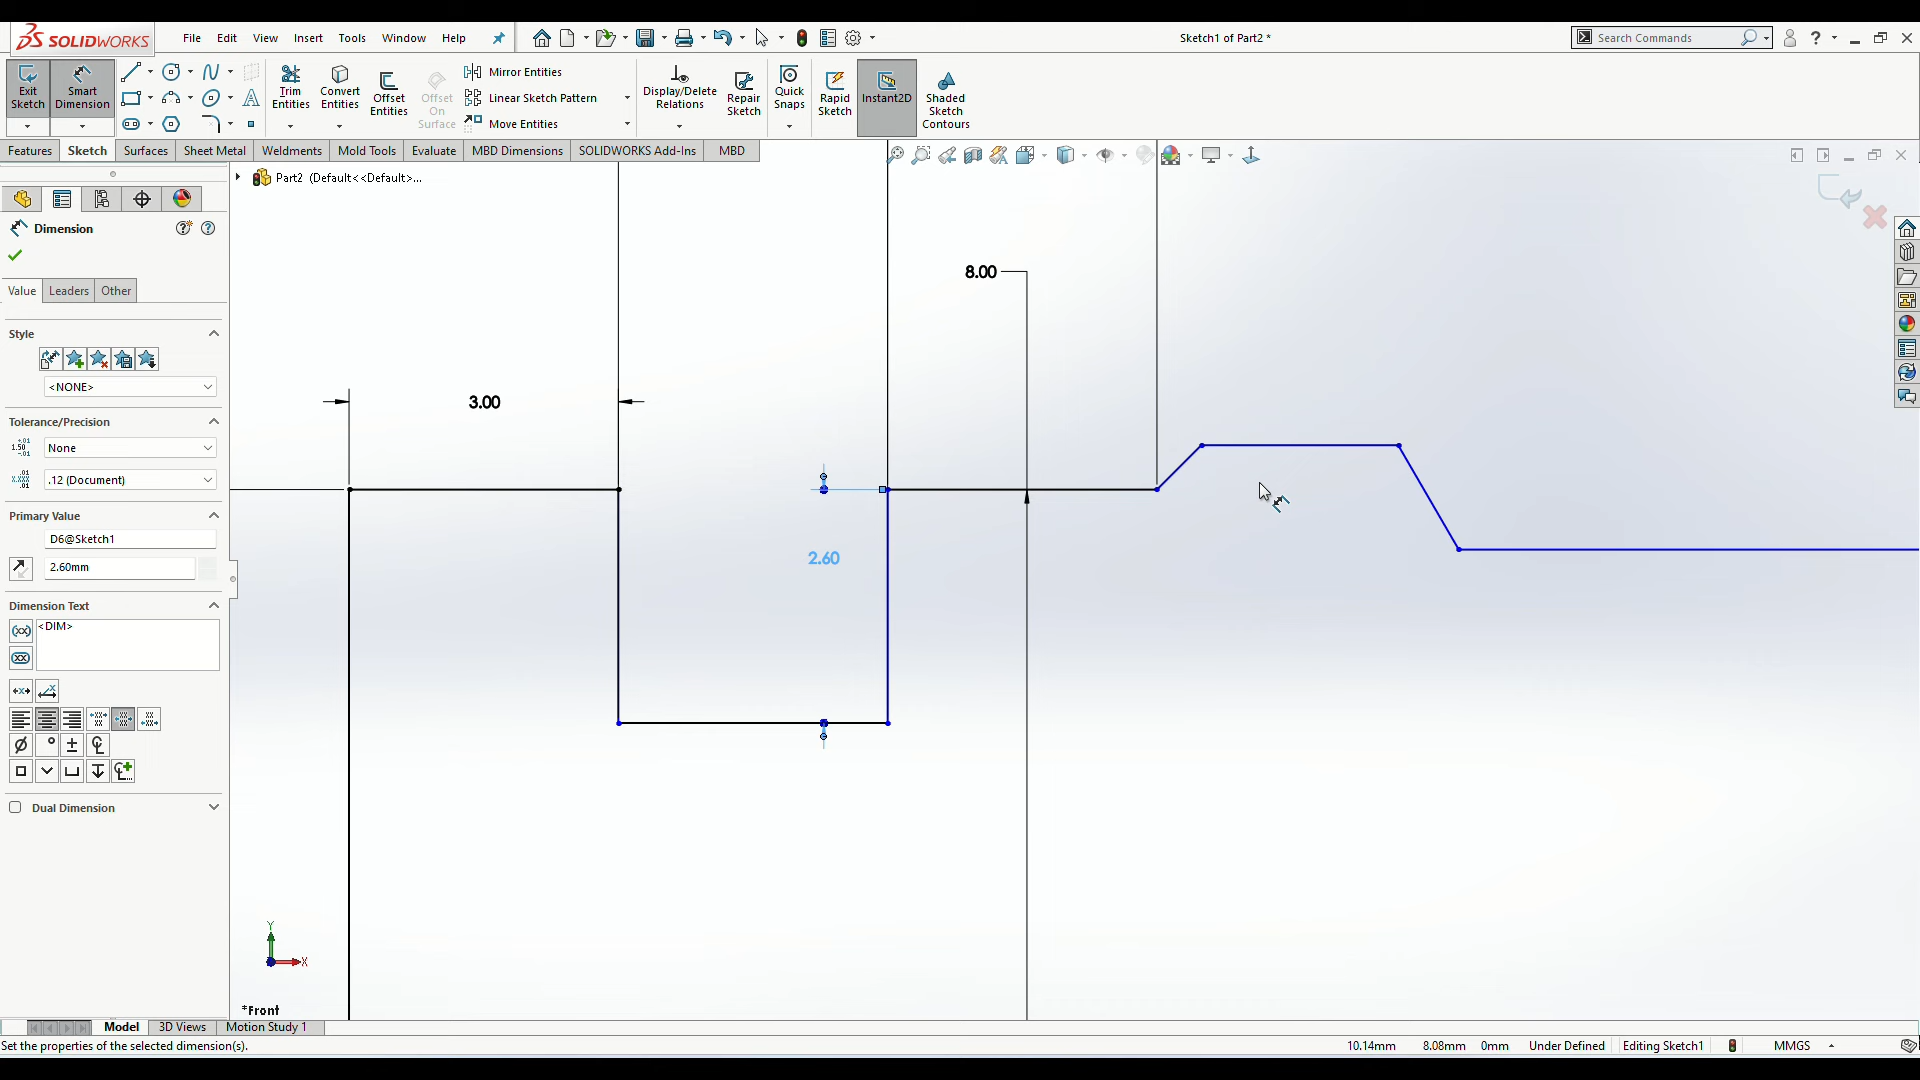 SOLIDWORKS
File Edit View Insert Tools Window Help
Sketch1 of Part2 *
Search Commands
Exit Sketch
Smart Dimension
Trim Entities
Convert Entities
Offset Entities
Offset On Surface
Mirror Entities
Linear Sketch Pattern
Move Entities
Display/Delete Relations
Repair Sketch
Quick Snaps
Rapid Sketch
Instant2D
Shaded Sketch Contours
Features Sketch Surfaces Sheet Metal Weldments Mold Tools Evaluate MBD Dimensions SOLIDWORKS Add-Ins MBD
Part2 (Default<<Default>...
Dimension
Value Leaders Other
Style
<NONE>
Tolerance/Precision
None
.12 (Document)
Primary Value
D6@Sketch1
2.60mm
Dimension Text
<DIM>
Dual Dimension
8.00
3.00
2.60
Y
X
*Front
Model 3D Views Motion Study 1
Set the properties of the selected dimension(s).
10.14mm 8.08mm 0mm Under Defined Editing Sketch1 MMGS